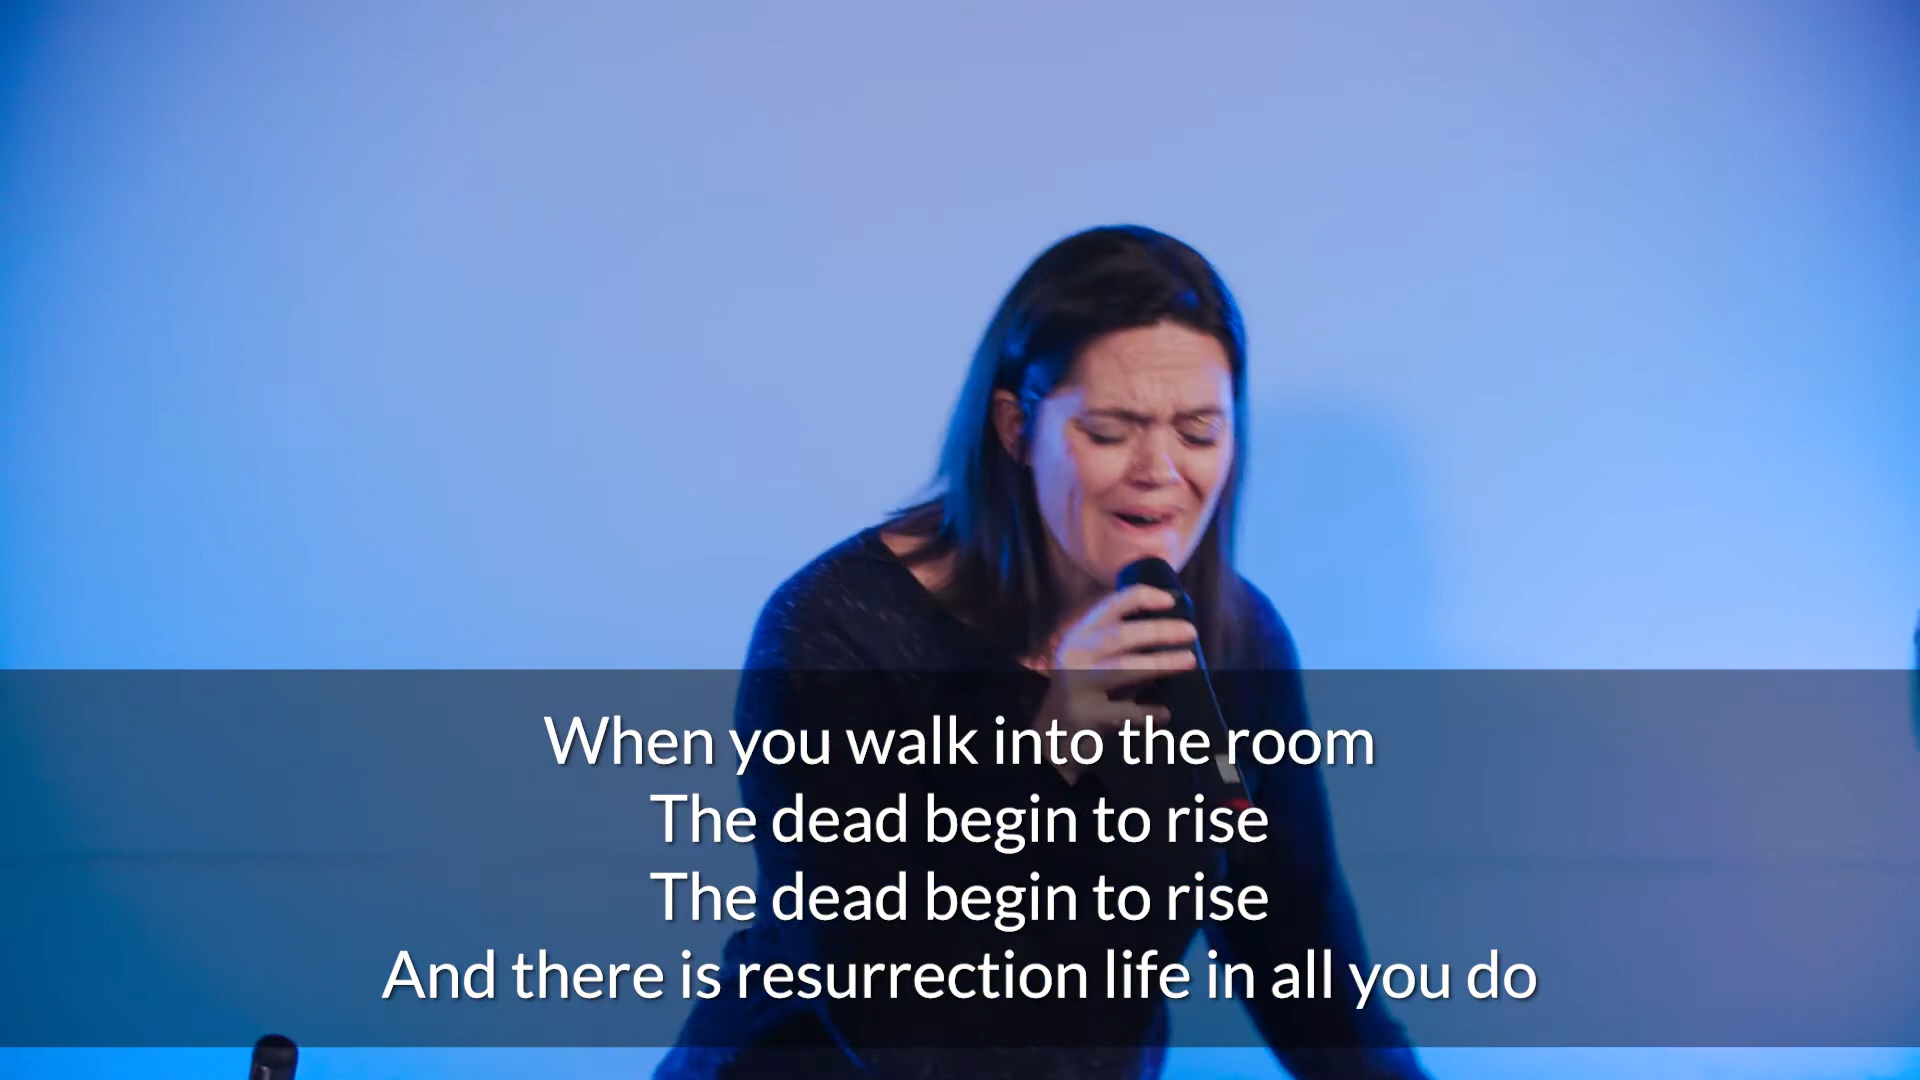 When you walk into the room
The dead begin to rise
The dead begin to rise
And there is resurrection life in all you do